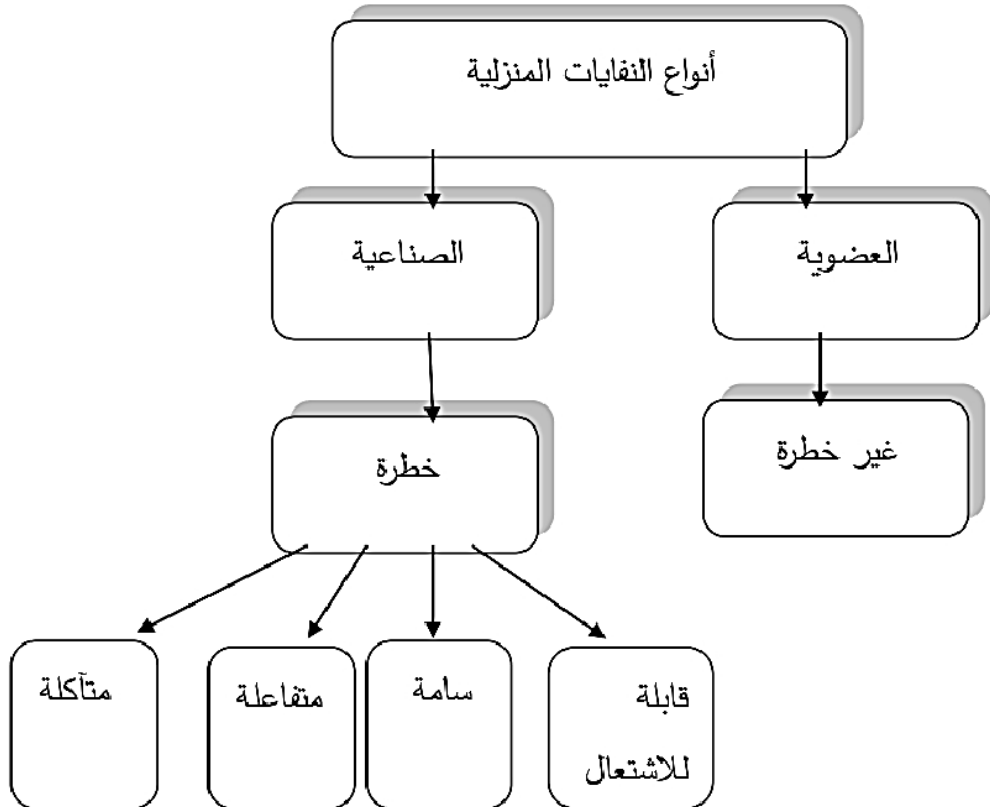 أنواع النفايات المنزلية
العضوية
الصناعية
غير خطرة
خطرة
قابلة
للاشتعال
سامة
متفاعلة
متآكلة